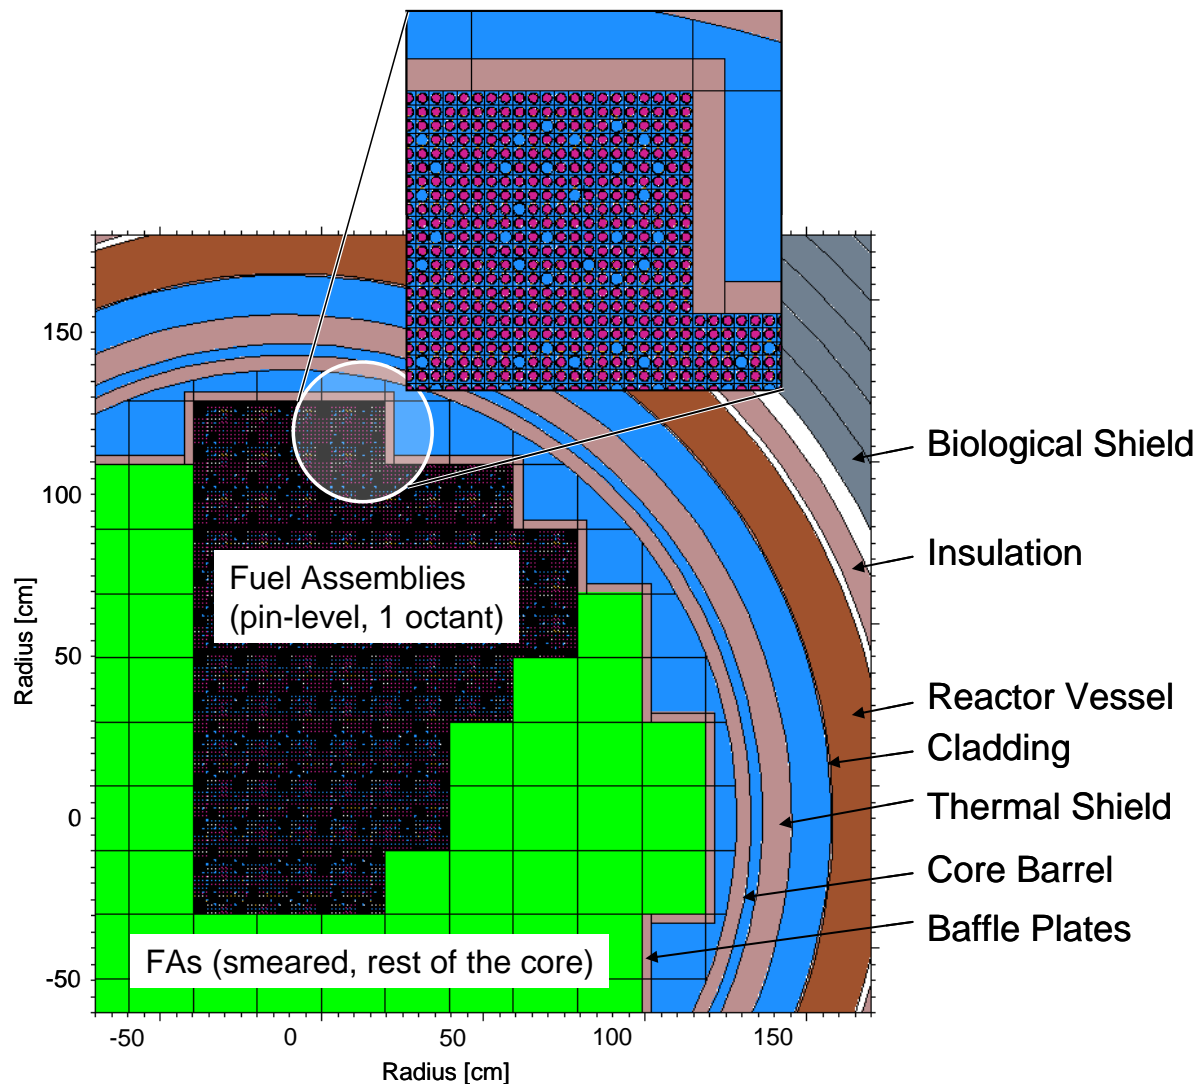 150
100
50
0
-50
Radius [cm]
-50
0
50
100
150
Radius [cm]
Fuel Assemblies
(pin-level, 1 octant)
FAs (smeared, rest of the core)
Biological Shield
Insulation
Reactor Vessel
Cladding
Thermal Shield
Core Barrel
Baffle Plates